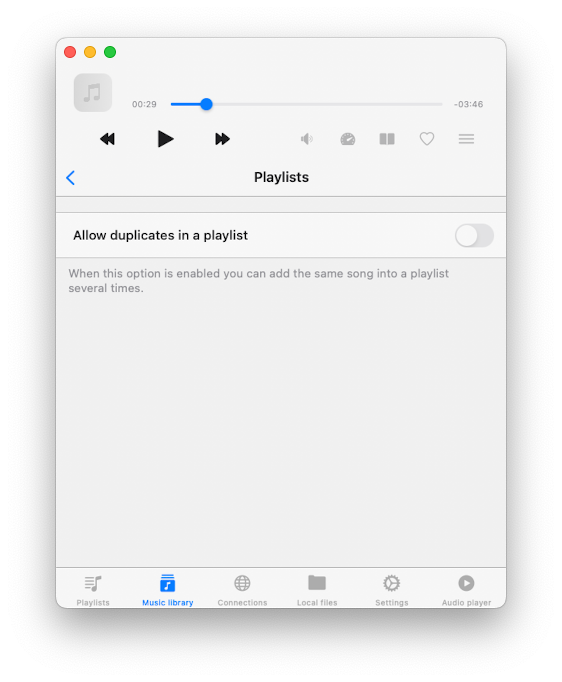 00:29
-03:46
Playlists
Allow duplicates in a playlist
When this option is enabled you can add the same song into a playlist
several times.
Playlists
Music library
Connections
Local files
Settings
Audio player